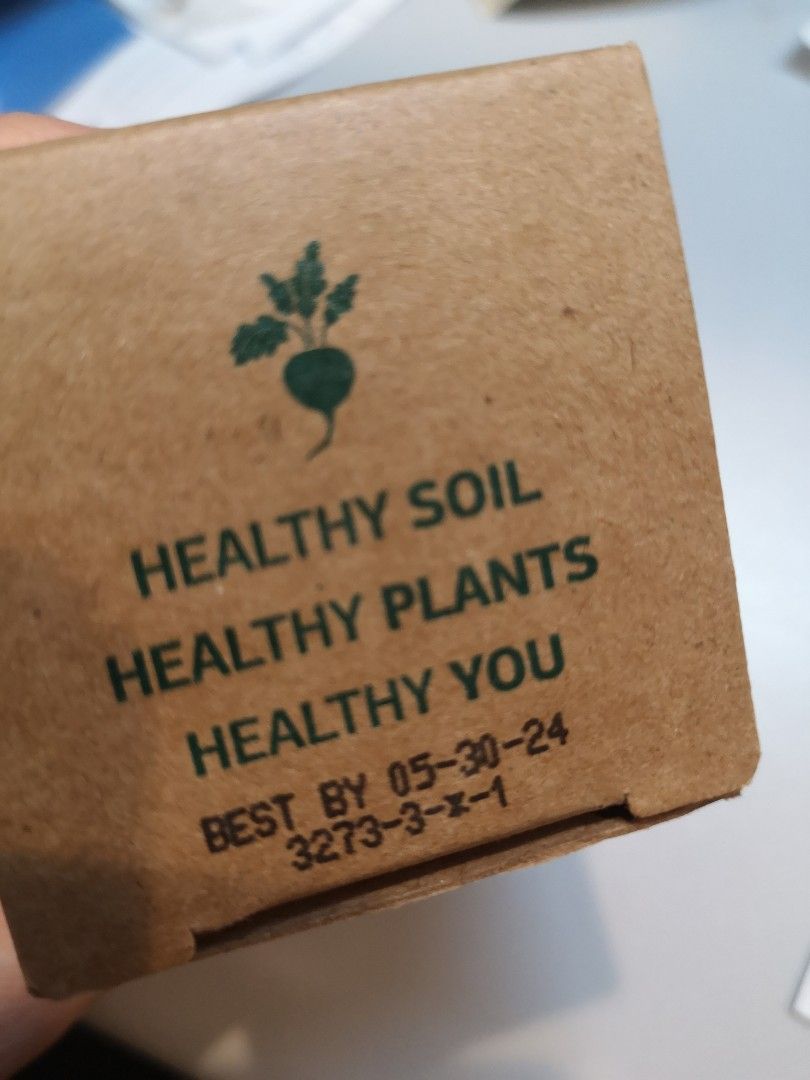 HEALTHY SOIL
HEALTHY PLANTS
HEALTHY YOU
BEST BY 05-30-24
3273-3-x-1